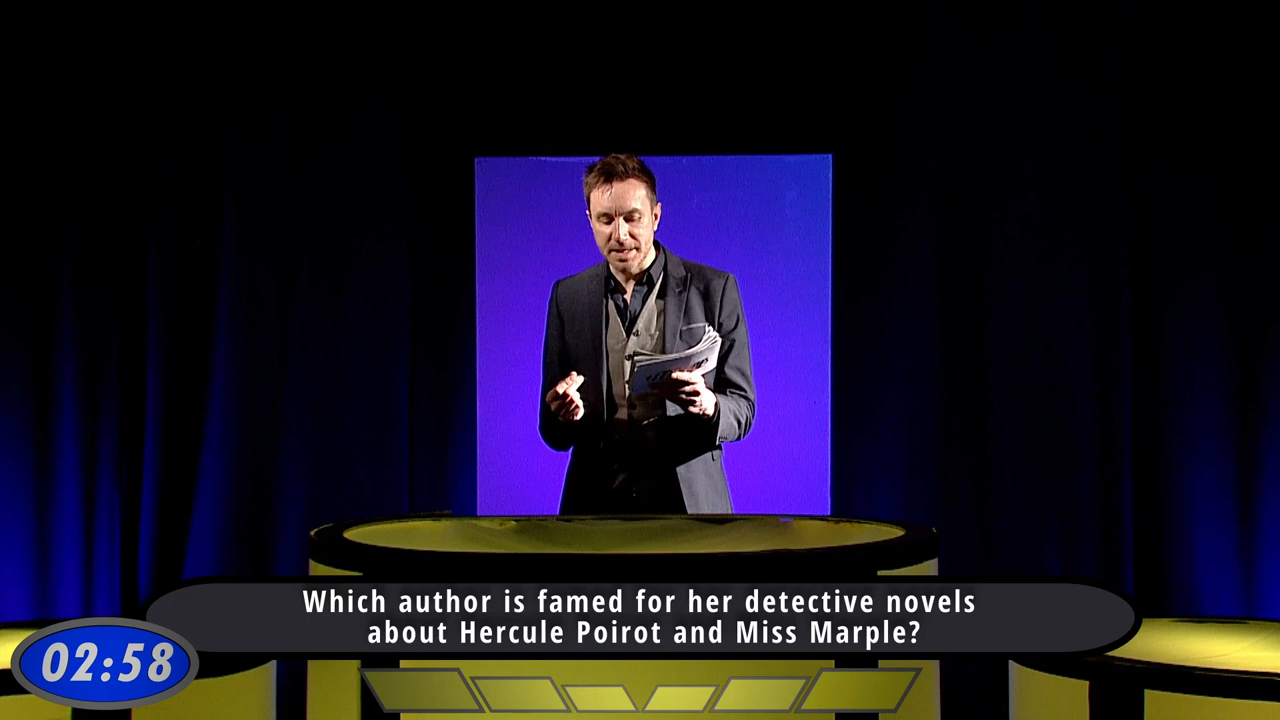 Which author is famed for her detective novels
about Hercule Poirot and Miss Marple?
02:58